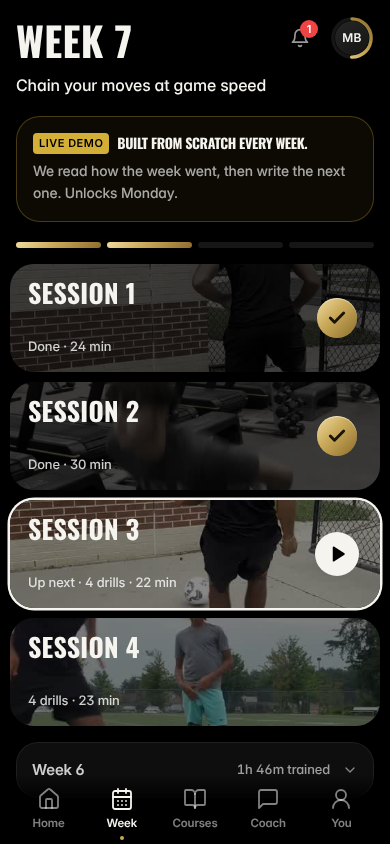 WEEK 7
1
MB
Chain your moves at game speed
LIVE DEMO BUILT FROM SCRATCH EVERY WEEK.
We read how the week went, then write the next
one. Unlocks Monday.
SESSION 1
Done · 24 min
SESSION 2
Done · 30 min
SESSION 3
Up next · 4 drills · 22 min
SESSION 4
4 drills · 23 min
Week 6 1h 46m trained
Home Week Courses Coach You